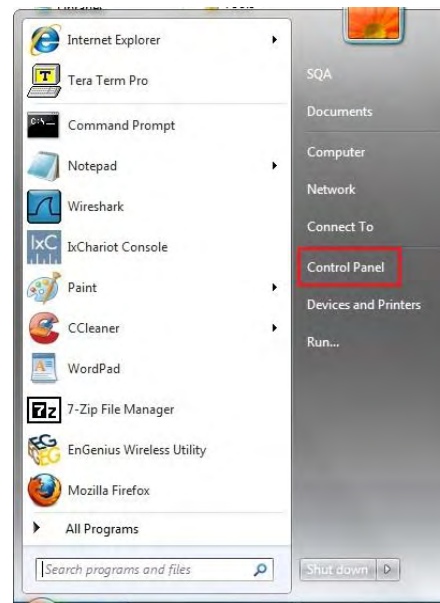 Internet Explorer
Tera Term Pro
Command Prompt
Notepad
Wireshark
IxChariot Console
Paint
CCleaner
WordPad
7-Zip File Manager
EnGenius Wireless Utility
Mozilla Firefox
All Programs
Search programs and files
SQA
Documents
Computer
Network
Connect To
Control Panel
Devices and Printers
Run...
Shut down